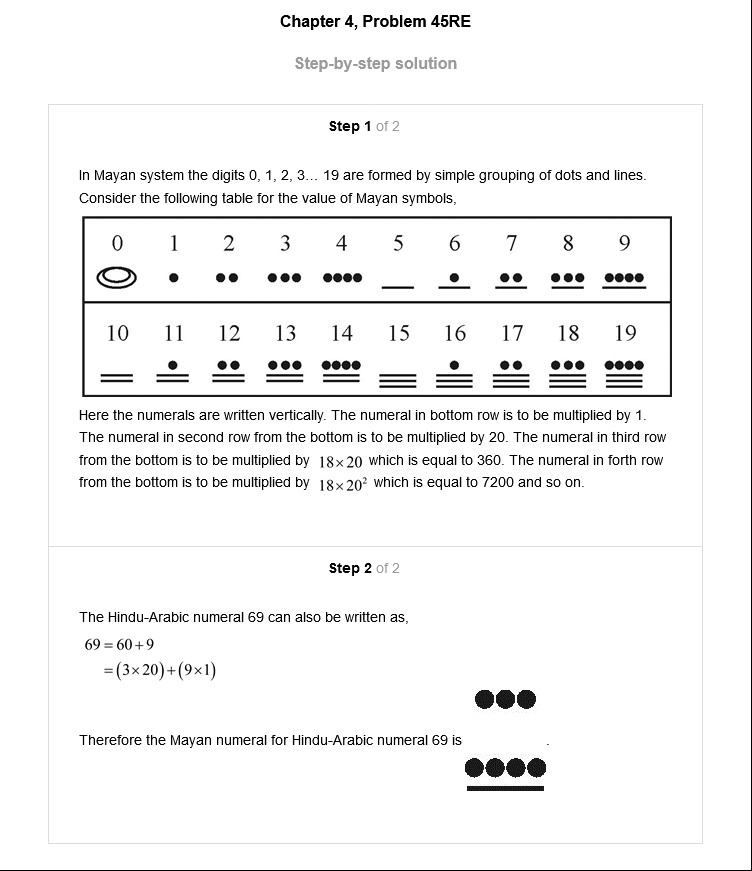 Chapter 4, Problem 45RE
Step-by-step solution
Step 1 of 2
In Mayan system the digits 0, 1, 2, 3... 19 are formed by simple grouping of dots and lines.
Consider the following table for the value of Mayan symbols,
0 1 2 3 4 5 6 7 8 9
10 11 12 13 14 15 16 17 18 19
Here the numerals are written vertically. The numeral in bottom row is to be multiplied by 1.
The numeral in second row from the bottom is to be multiplied by 20. The numeral in third row
from the bottom is to be multiplied by 18×20 which is equal to 360. The numeral in forth row
from the bottom is to be multiplied by 18×20² which is equal to 7200 and so on.
Step 2 of 2
The Hindu-Arabic numeral 69 can also be written as,
69 = 60+9
=(3×20)+(9×1)
Therefore the Mayan numeral for Hindu-Arabic numeral 69 is .